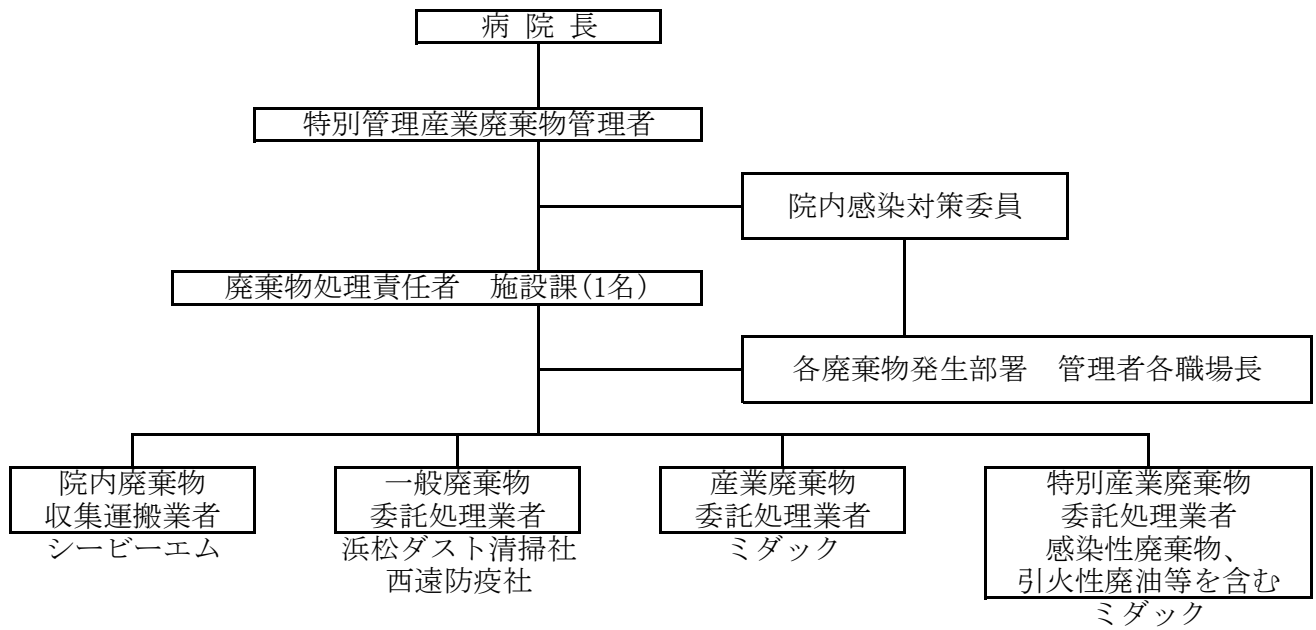 病 院 長
特別管理産業廃棄物管理者
院内感染対策委員
廃棄物処理責任者　施設課(1名)
各廃棄物発生部署　管理者各職場長
院内廃棄物
収集運搬業者
シービーエム
一般廃棄物
委託処理業者
浜松ダスト清掃社
西遠防疫社
産業廃棄物
委託処理業者
ミダック
特別産業廃棄物
委託処理業者
感染性廃棄物、
引火性廃油等を含む
ミダック